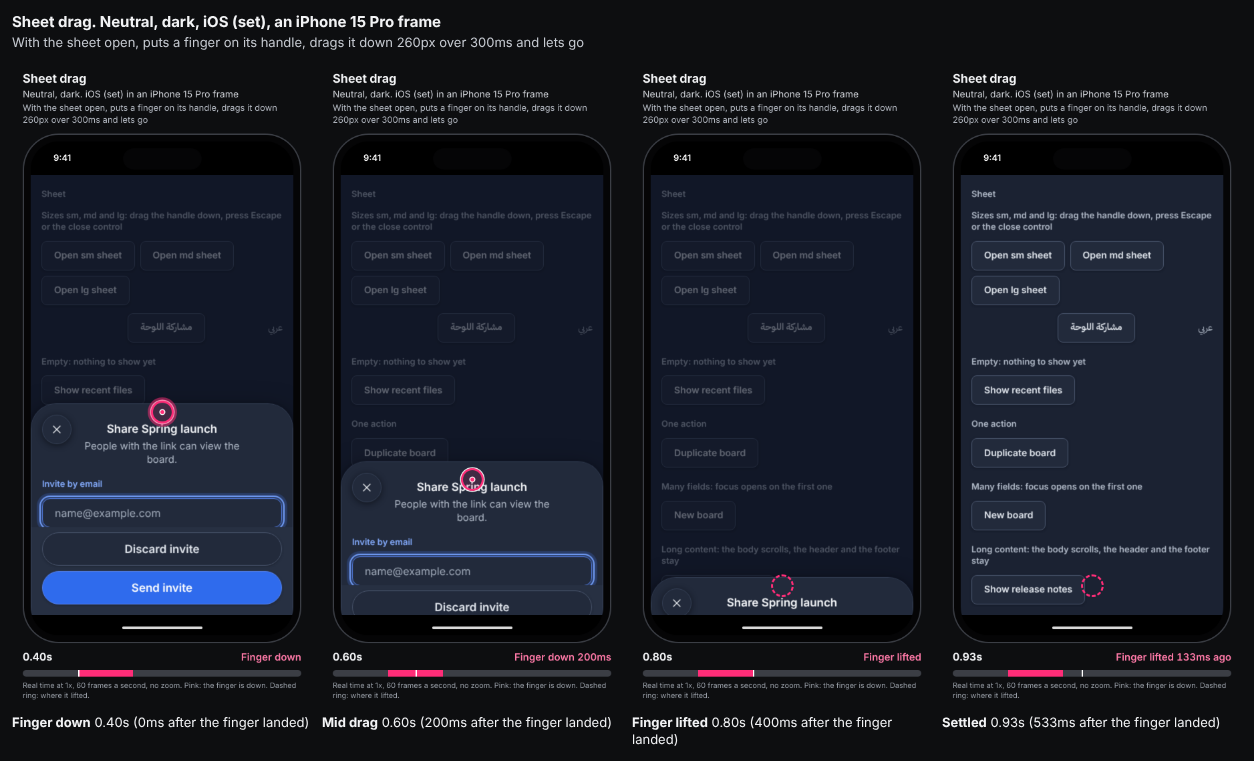 Sheet drag. Neutral, dark, iOS (set), an iPhone 15 Pro frame
With the sheet open, puts a finger on its handle, drags it down 260px over 300ms and lets go
Sheet drag
Neutral, dark. iOS (set) in an iPhone 15 Pro frame
With the sheet open, puts a finger on its handle, drags it down
260px over 300ms and lets go
9:41
Sheet
Sizes sm, md and lg: drag the handle down, press Escape
or the close control
Open sm sheet
Open md sheet
Open lg sheet
مشاركة اللوحة
عربي
Empty: nothing to show yet
Show recent files
Share Spring launch
People with the link can view the
board.
Invite by email
name@example.com
Discard invite
Send invite
0.40s
Finger down
Real time at 1x, 60 frames a second, no zoom. Pink: the finger is down. Dashed
ring: where it lifted.
Finger down 0.40s (0ms after the finger landed)
Sheet drag
Neutral, dark. iOS (set) in an iPhone 15 Pro frame
With the sheet open, puts a finger on its handle, drags it down
260px over 300ms and lets go
9:41
Sheet
Sizes sm, md and lg: drag the handle down, press Escape
or the close control
Open sm sheet
Open md sheet
Open lg sheet
مشاركة اللوحة
عربي
Empty: nothing to show yet
Show recent files
One action
Duplicate board
Share Spring launch
People with the link can view the
board.
Invite by email
name@example.com
Discard invite
0.60s
Finger down 200ms
Real time at 1x, 60 frames a second, no zoom. Pink: the finger is down. Dashed
ring: where it lifted.
Mid drag 0.60s (200ms after the finger landed)
Sheet drag
Neutral, dark. iOS (set) in an iPhone 15 Pro frame
With the sheet open, puts a finger on its handle, drags it down
260px over 300ms and lets go
9:41
Sheet
Sizes sm, md and lg: drag the handle down, press Escape
or the close control
Open sm sheet
Open md sheet
Open lg sheet
مشاركة اللوحة
عربي
Empty: nothing to show yet
Show recent files
One action
Duplicate board
Many fields: focus opens on the first one
New board
Long content: the body scrolls, the header and the footer
stay
Share Spring launch
0.80s
Finger lifted
Real time at 1x, 60 frames a second, no zoom. Pink: the finger is down. Dashed
ring: where it lifted.
Finger lifted 0.80s (400ms after the finger
landed)
Sheet drag
Neutral, dark. iOS (set) in an iPhone 15 Pro frame
With the sheet open, puts a finger on its handle, drags it down
260px over 300ms and lets go
9:41
Sheet
Sizes sm, md and lg: drag the handle down, press Escape
or the close control
Open sm sheet
Open md sheet
Open lg sheet
مشاركة اللوحة
عربي
Empty: nothing to show yet
Show recent files
One action
Duplicate board
Many fields: focus opens on the first one
New board
Long content: the body scrolls, the header and the footer
stay
Show release notes
0.93s
Finger lifted 133ms ago
Real time at 1x, 60 frames a second, no zoom. Pink: the finger is down. Dashed
ring: where it lifted.
Settled 0.93s (533ms after the finger landed)